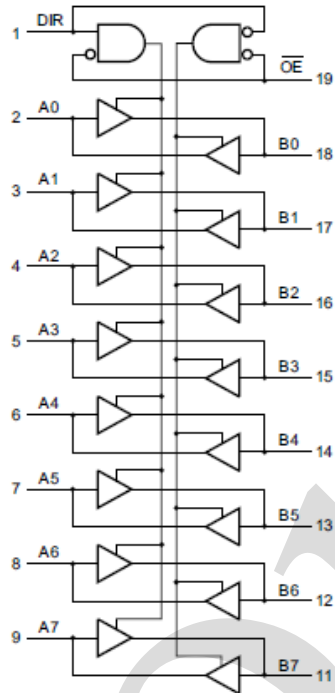 1 DIR
OE 19
2 A0
B0 18
3 A1
B1 17
4 A2
B2 16
5 A3
B3 15
6 A4
B4 14
7 A5
B5 13
8 A6
B6 12
9 A7
B7 11